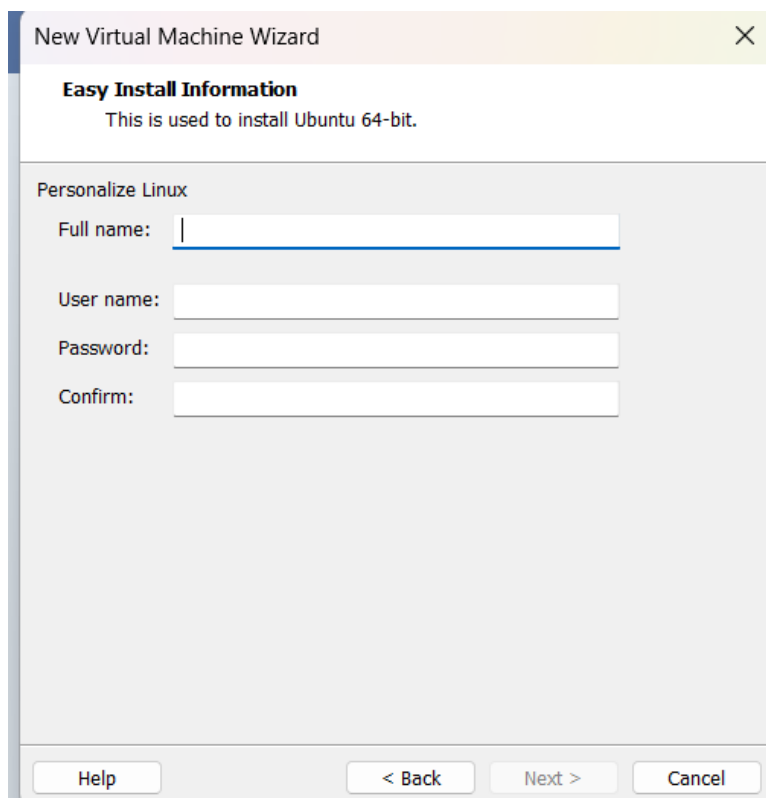 New Virtual Machine Wizard
Easy Install Information
This is used to install Ubuntu 64-bit.
Personalize Linux
Full name:
User name:
Password:
Confirm:
Help < Back Next > Cancel